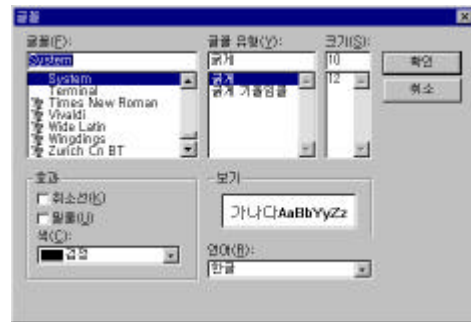 글꼴
글꼴(F):
System
System
Terminal
Times New Roman
Vivaldi
Wide Latin
Wingdings
Zurich Cn BT
글꼴 유형(Y):
굵게
굵게
굵게 기울임꼴
크기(S):
10
12
확인
취소
효과
취소선(K)
밑줄(U)
색(C):
검정
보기
가나다AaBbYyZz
언어(R):
한글